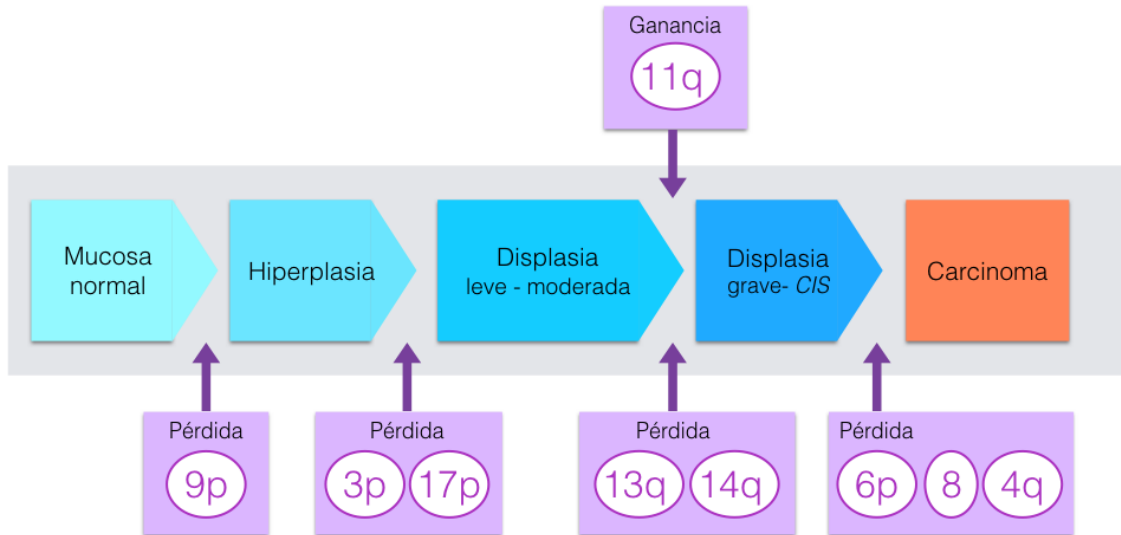 Ganancia
11q
Mucosa
normal
Hiperplasia
Displasia
leve - moderada
Displasia
grave- CIS
Carcinoma
Pérdida
9p
Pérdida
3p 17p
Pérdida
13q 14q
Pérdida
6p 8 4q